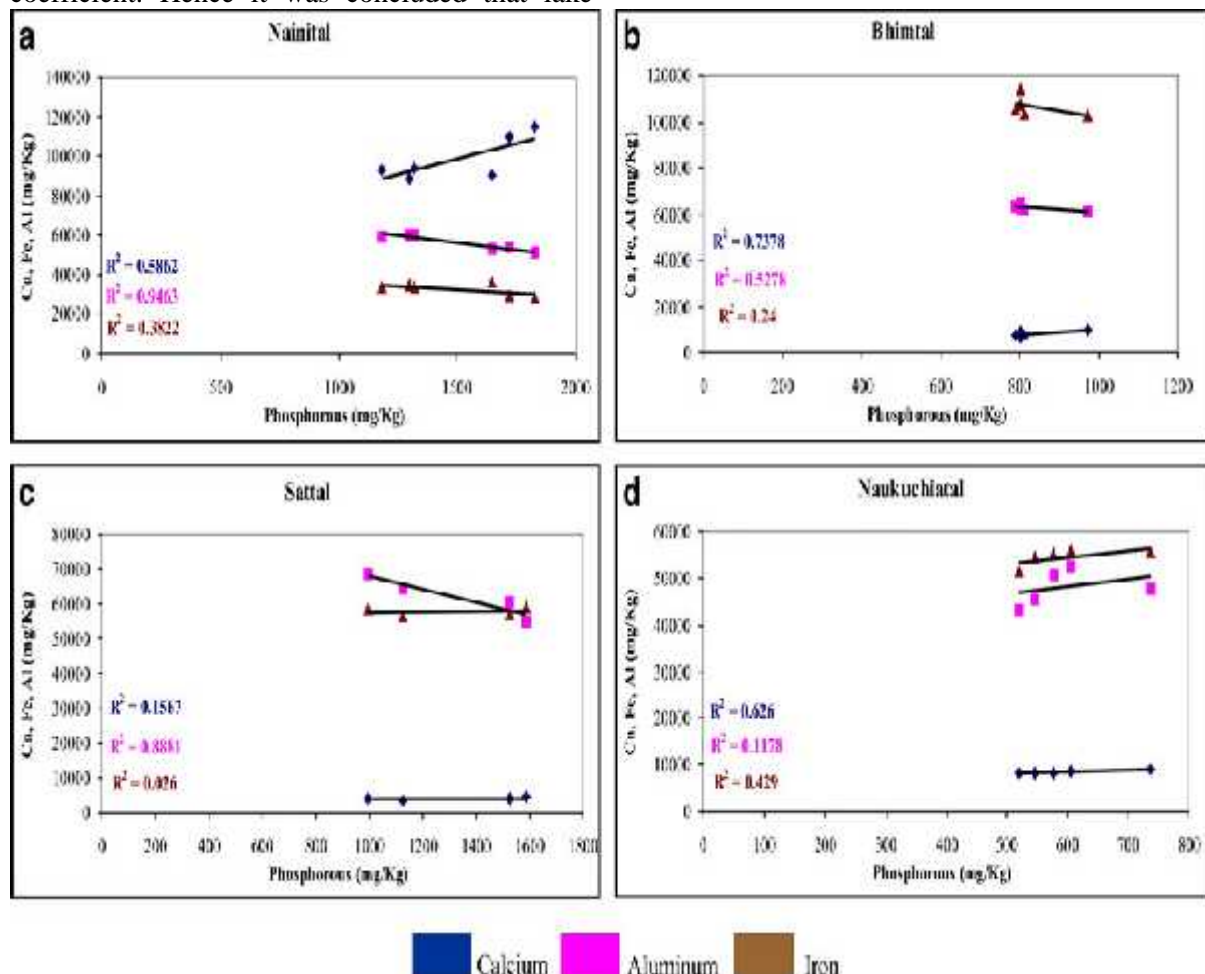 coefficient. Hence it was concluded that lake
a
Nainital
Ca, Fe, Al (mg/Kg)
140000
120000
100000
80000
60000
40000
20000
0
R² = 0.5862
R² = 0.9463
R² = 0.3822
0 500 1000 1500 2000
Phosphorous (mg/Kg)
b
Bhimtal
Ca, Fe, Al (mg/Kg)
120000
100000
80000
60000
40000
20000
0
R² = 0.7378
R² = 0.5278
R² = 0.24
0 200 400 600 800 1000 1200
Phosphorous (mg/Kg)
c
Sattal
Ca, Fe, Al (mg/Kg)
80000
70000
60000
50000
40000
30000
20000
10000
0
R² = 0.1567
R² = 0.8881
R² = 0.026
0 200 400 600 800 1000 1200 1400 1600 1800
Phosphorous (mg/Kg)
d
Naukuchiatal
Ca, Fe, Al (mg/Kg)
60000
50000
40000
30000
20000
10000
0
R² = 0.626
R² = 0.1178
R² = 0.429
0 100 200 300 400 500 600 700 800
Phosphorous (mg/Kg)
Calcium Aluminum Iron